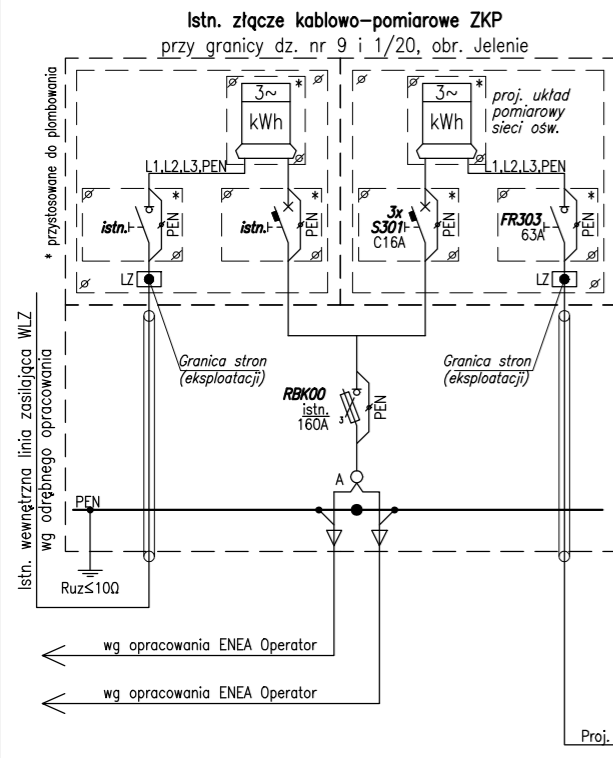 Istn. złącze kablowo-pomiarowe ZKP
przy granicy dz. nr 9 i 1/20, obr. Jelenie
* przystosowane do plombowania
3~
kWh
*
3~
kWh
*
proj. układ
pomiarowy
sieci ośw.
L1,L2,L3,PEN
L1,L2,L3,PEN
istn.
*
PEN
istn.
PEN
3x
S301
C16A
*
PEN
FR303
63A
*
PEN
LZ
LZ
Granica stron
(eksploatacji)
Granica stron
(eksploatacji)
RBK00
istn.
160A
3
PEN
A
PEN
Ruz≤10Ω
Istn. wewnętrzna linia zasilająca WLZ
wg odrębnego opracowania
wg opracowania ENEA Operator
wg opracowania ENEA Operator
Proj.